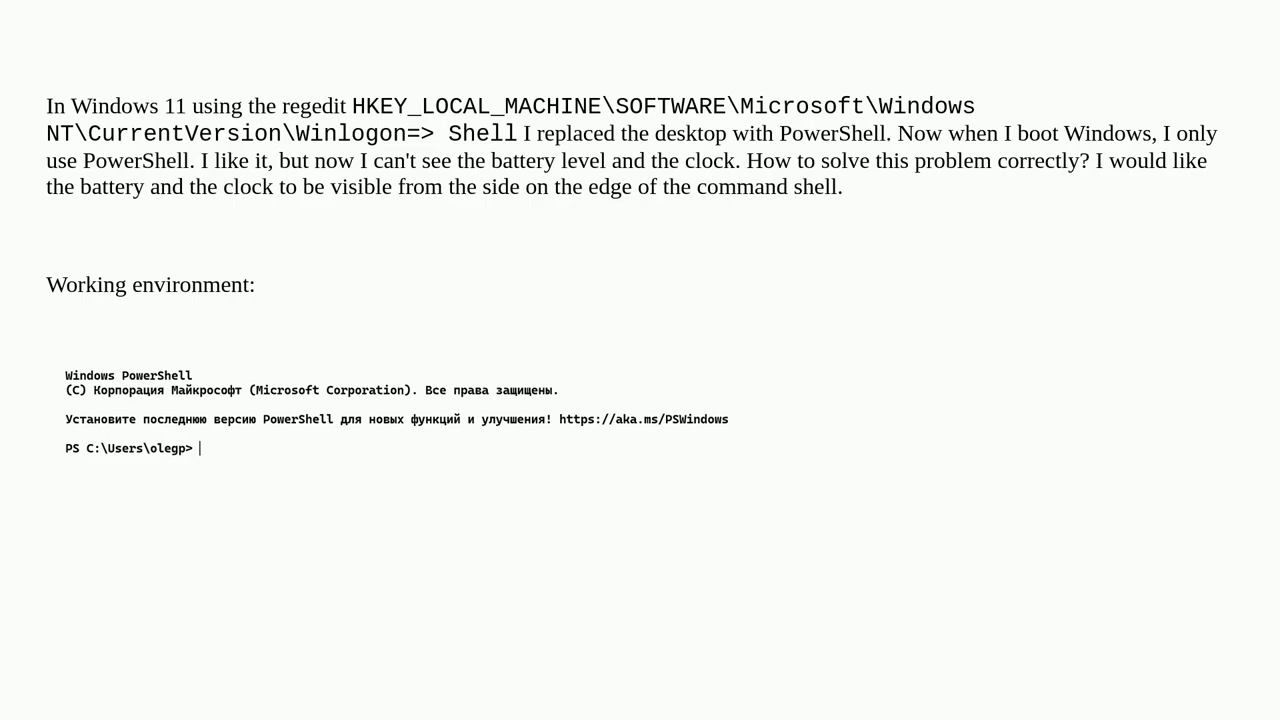 In Windows 11 using the regedit HKEY_LOCAL_MACHINE\SOFTWARE\Microsoft\Windows
NT\CurrentVersion\Winlogon=> Shell I replaced the desktop with PowerShell. Now when I boot Windows, I only
use PowerShell. I like it, but now I can't see the battery level and the clock. How to solve this problem correctly? I would like
the battery and the clock to be visible from the side on the edge of the command shell.
Working environment:
Windows PowerShell
(C) Корпорация Майкрософт (Microsoft Corporation). Все права защищены.
Установите последнюю версию PowerShell для новых функций и улучшения! https://aka.ms/PSWindows
PS C:\Users\olegp>